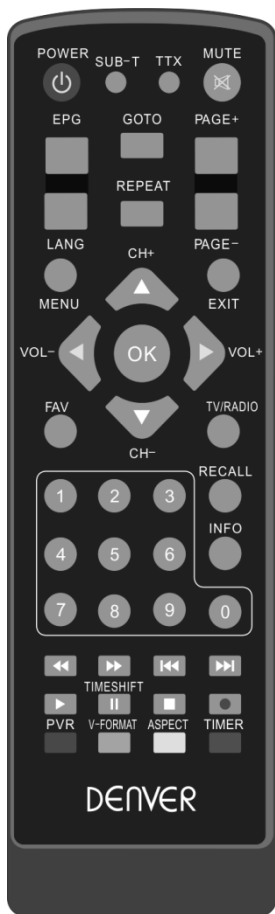 POWER SUB-T TTX MUTE
EPG GOTO PAGE+
REPEAT
LANG PAGE-
CH+
MENU EXIT
VOL- OK VOL+
FAV TV/RADIO
CH-
RECALL
1 2 3
INFO
4 5 6
7 8 9 0
TIMESHIFT
PVR V-FORMAT ASPECT TIMER
DENVER